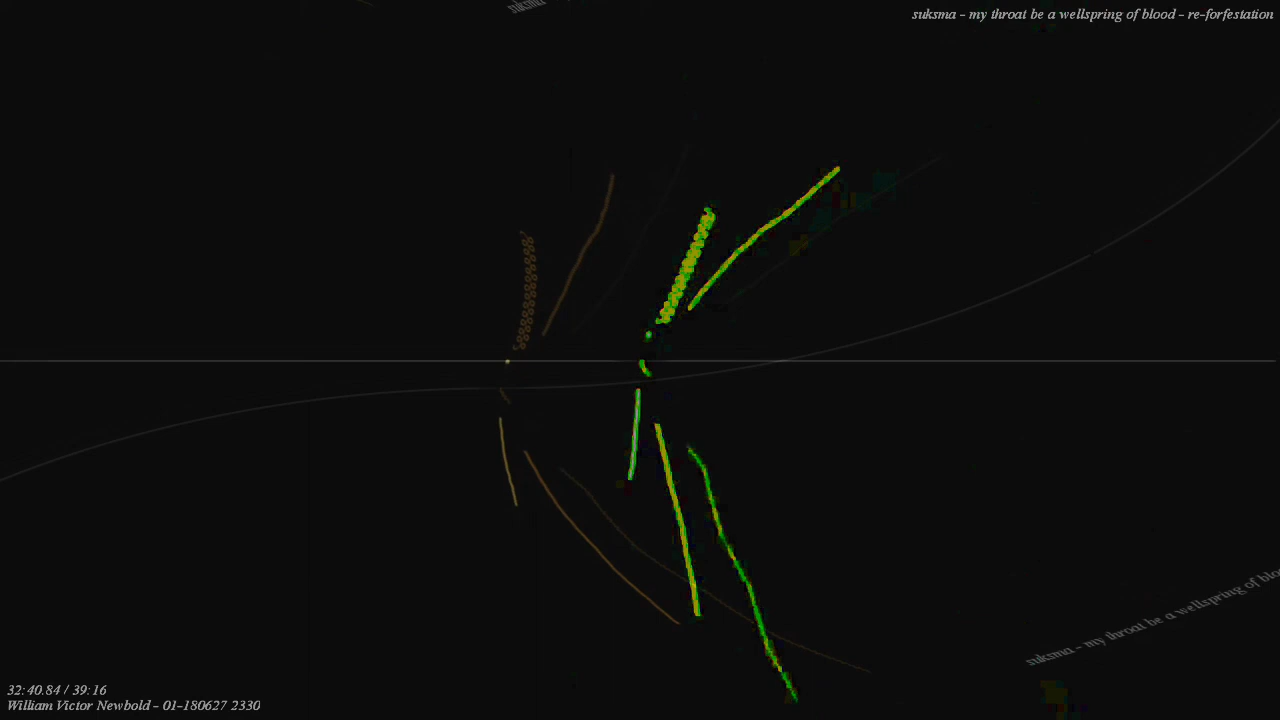 suksma
suksma - my throat be a wellspring of blood - re-forfestation
suksma - my throat be a wellspring of blo
32:40.84 / 39:16
William Victor Newbold - 01-180627 2330